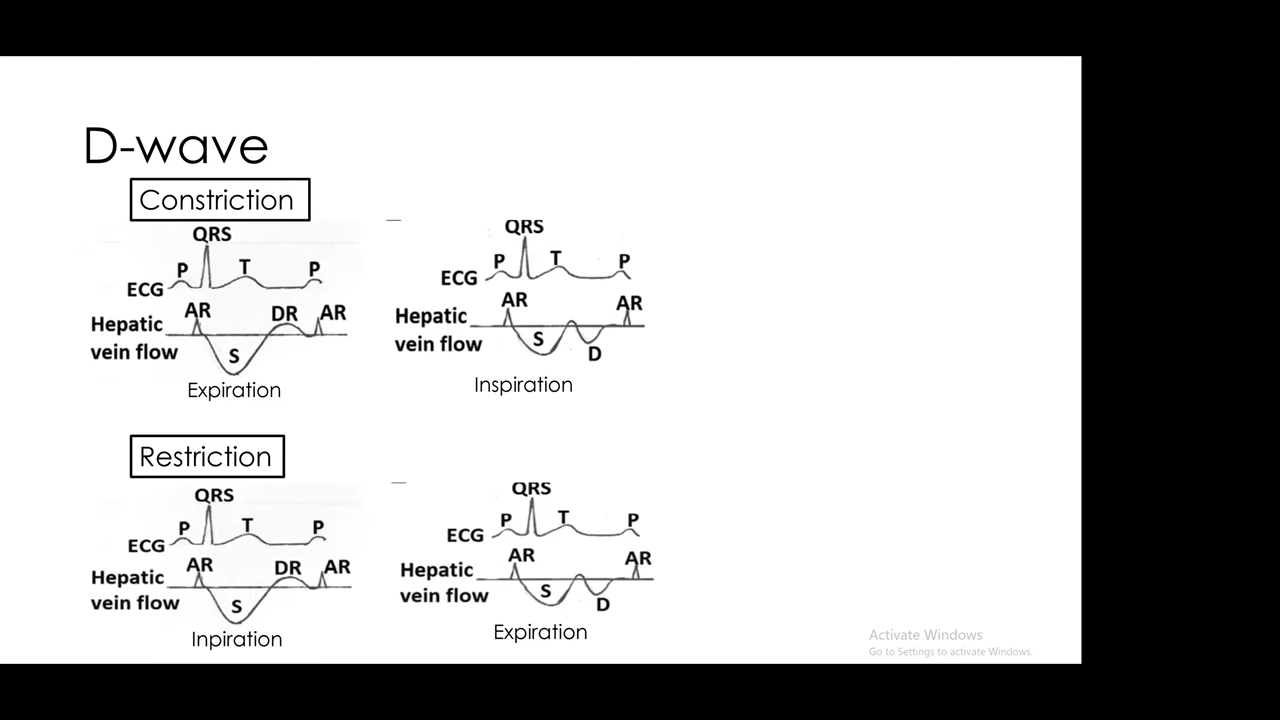 D-wave
Constriction
QRS
P T P
ECG
AR DR AR
Hepatic
vein flow
S
Expiration
QRS
P T P
ECG
AR AR
Hepatic
vein flow
S
D
Inspiration
Restriction
QRS
P T P
ECG
AR DR AR
Hepatic
vein flow
S
Inpiration
QRS
P T P
ECG
AR AR
Hepatic
vein flow
S
D
Expiration
Activate Windows
Go to Settings to activate Windows.